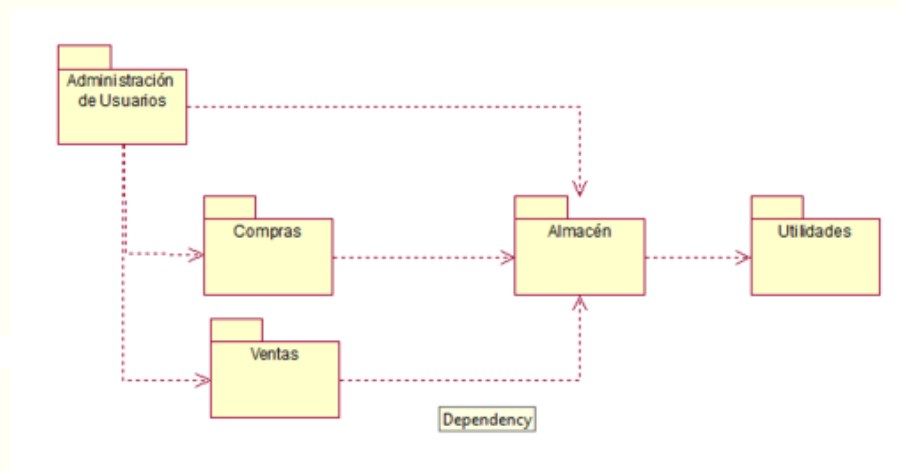 Administración
de Usuarios
Compras
Almacén
Utilidades
Ventas
Dependency